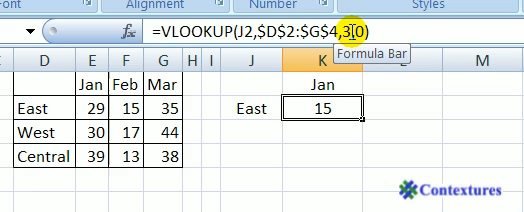 Font
Alignment
Number
Styles
fx =VLOOKUP(J2,$D$2:$G$4,3,0)
Formula Bar
D E F G H I J K L M
Jan Feb Mar Jan
East 29 15 35 East 15
West 30 17 44
Central 39 13 38
Contextures